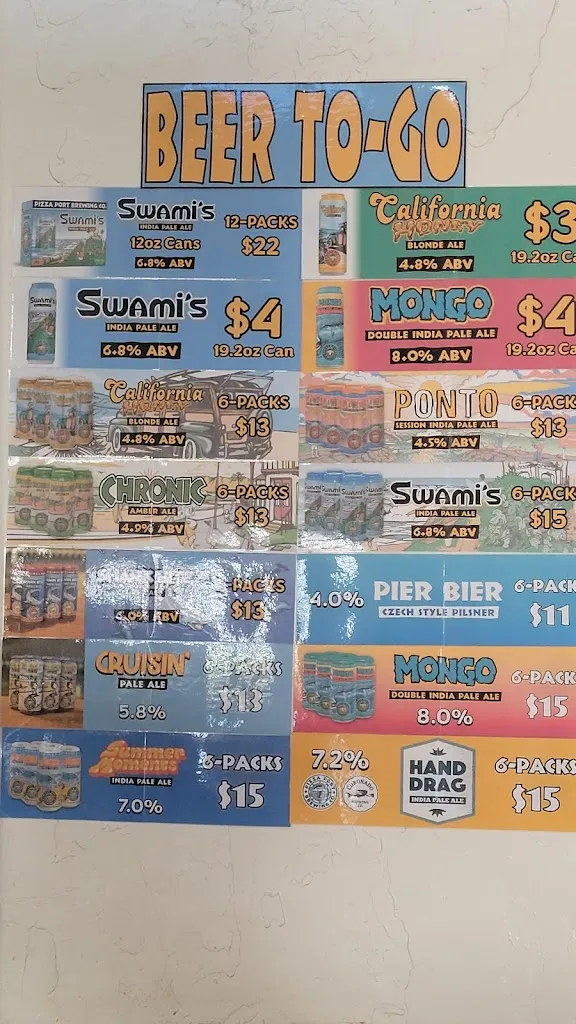 BEER TO-GO
PIZZA PORT BREWING CO.
SWAMI'S
SWAMI'S
INDIA PALE ALE
12oz Cans
6.8% ABV
12-PACKS
$22
California
HONEY
BLONDE ALE
4.8% ABV
$3
19.2oz Ca
SWAMI'S
SWAMI'S
INDIA PALE ALE
6.8% ABV
$4
19.2oz Can
MONGO
DOUBLE INDIA PALE ALE
8.0% ABV
$4
19.2oz Ca
California
HONEY
BLONDE ALE
4.8% ABV
6-PACKS
$13
PONTO
SESSION INDIA PALE ALE
4.5% ABV
6-PACKS
$13
CHRONIC
AMBER ALE
4.9% ABV
6-PACKS
$13
SWAMI'S
INDIA PALE ALE
6.8% ABV
6-PACKS
$15
ABV
-PACKS
$13
4.0%
PIER BIER
CZECH STYLE PILSNER
6-PACK
$11
CRUISIN'
PALE ALE
5.8%
6-PACKS
$13
MONGO
DOUBLE INDIA PALE ALE
8.0%
6-PACKS
$15
Summer
Moments
INDIA PALE ALE
7.0%
6-PACKS
$15
7.2%
HAND
DRAG
INDIA PALE ALE
6-PACKS
$15